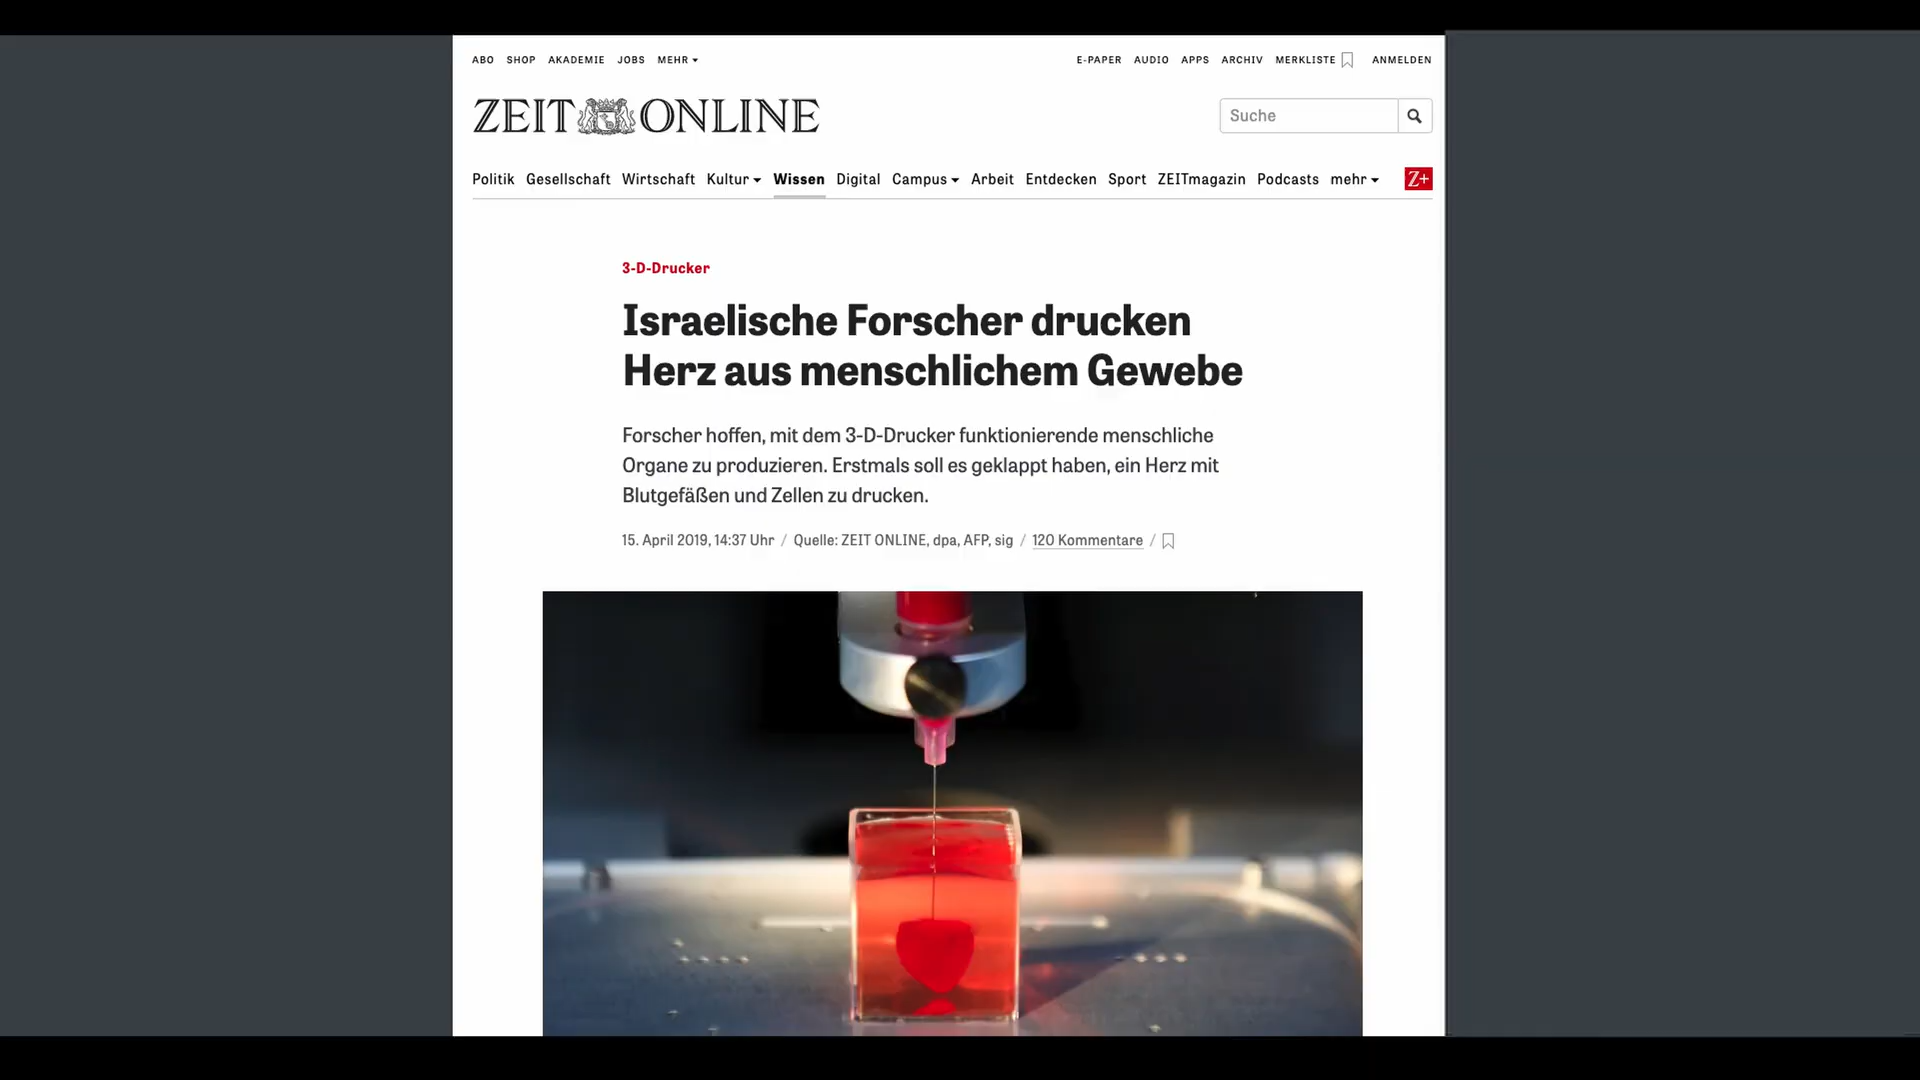 ABO SHOP AKADEMIE JOBS MEHR
E-PAPER AUDIO APPS ARCHIV MERKLISTE ANMELDEN
ZEIT ONLINE
Suche
Politik Gesellschaft Wirtschaft Kultur Wissen Digital Campus Arbeit Entdecken Sport ZEITmagazin Podcasts mehr Z+
3-D-Drucker
Israelische Forscher drucken
Herz aus menschlichem Gewebe
Forscher hoffen, mit dem 3-D-Drucker funktionierende menschliche
Organe zu produzieren. Erstmals soll es geklappt haben, ein Herz mit
Blutgefäßen und Zellen zu drucken.
15. April 2019, 14:37 Uhr / Quelle: ZEIT ONLINE, dpa, AFP, sig / 120 Kommentare /